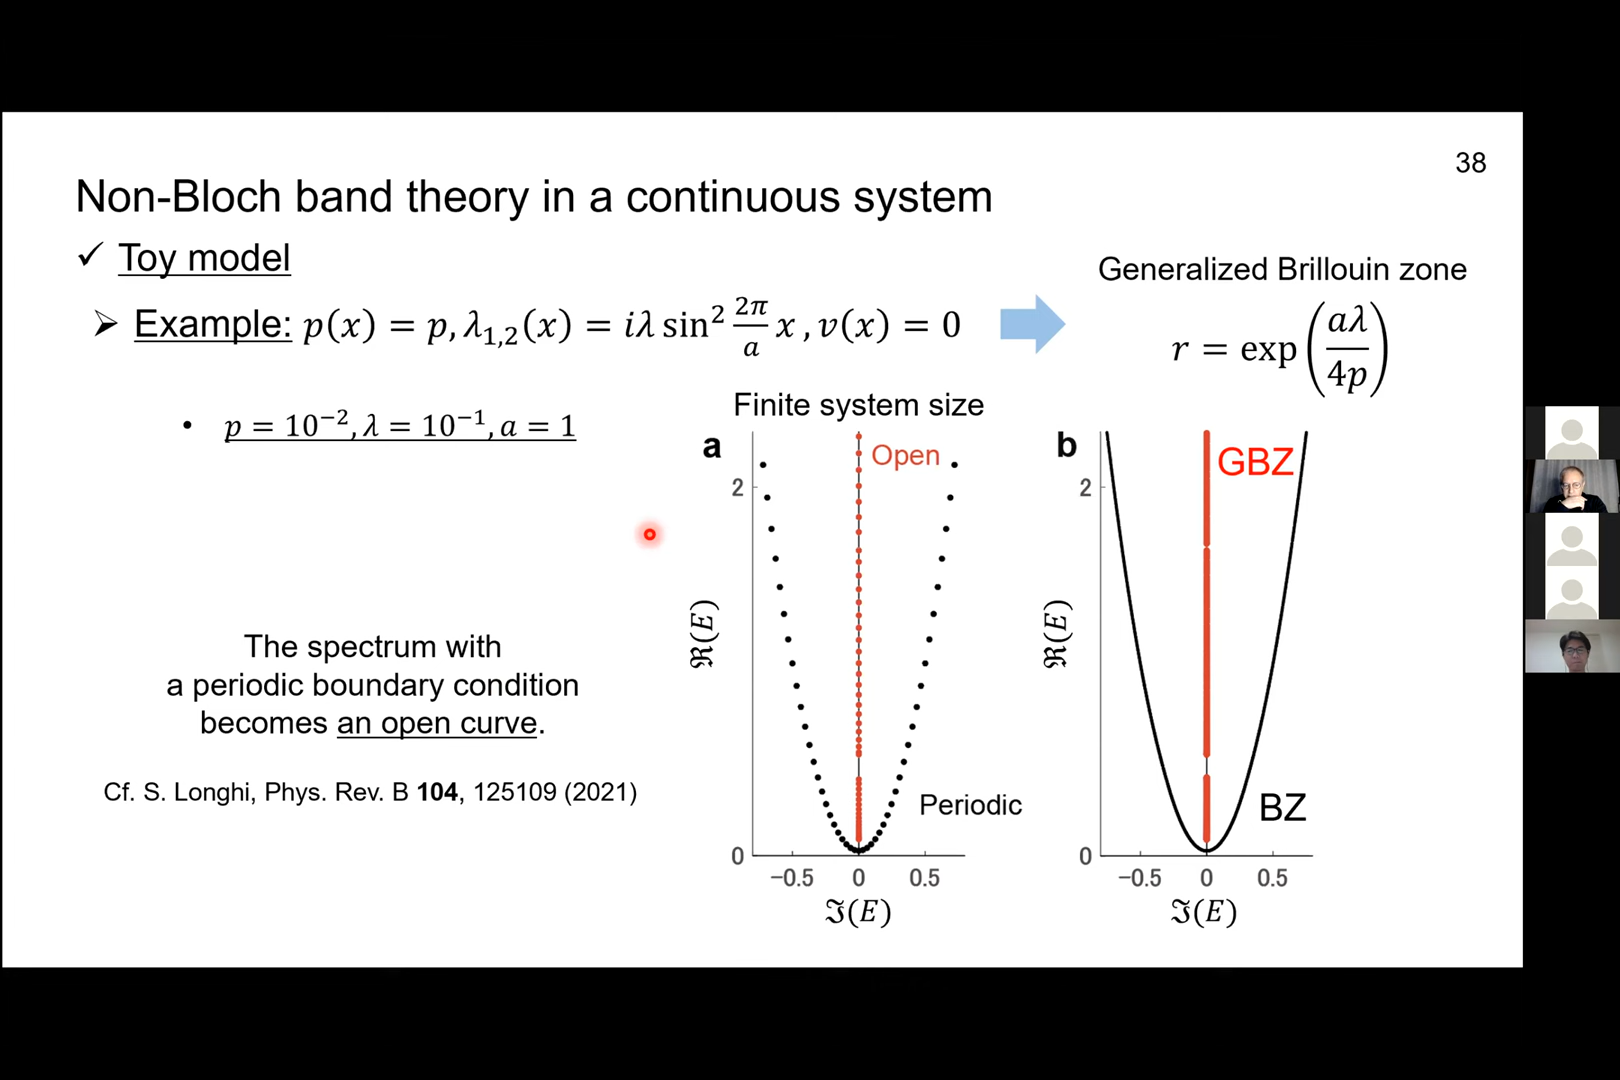 38
Non-Bloch band theory in a continuous system
✓ Toy model
➢ Example: p(x) = p, λ₁,₂(x) = iλ sin² 2π/a x, v(x) = 0
Generalized Brillouin zone
r = exp(aλ/4p)
• p = 10⁻², λ = 10⁻¹, a = 1
Finite system size
a
Open
2
ℜ(E)
Periodic
0
−0.5 0 0.5
ℑ(E)
b
GBZ
2
ℜ(E)
BZ
0
−0.5 0 0.5
ℑ(E)
The spectrum with
a periodic boundary condition
becomes an open curve.
Cf. S. Longhi, Phys. Rev. B 104, 125109 (2021)